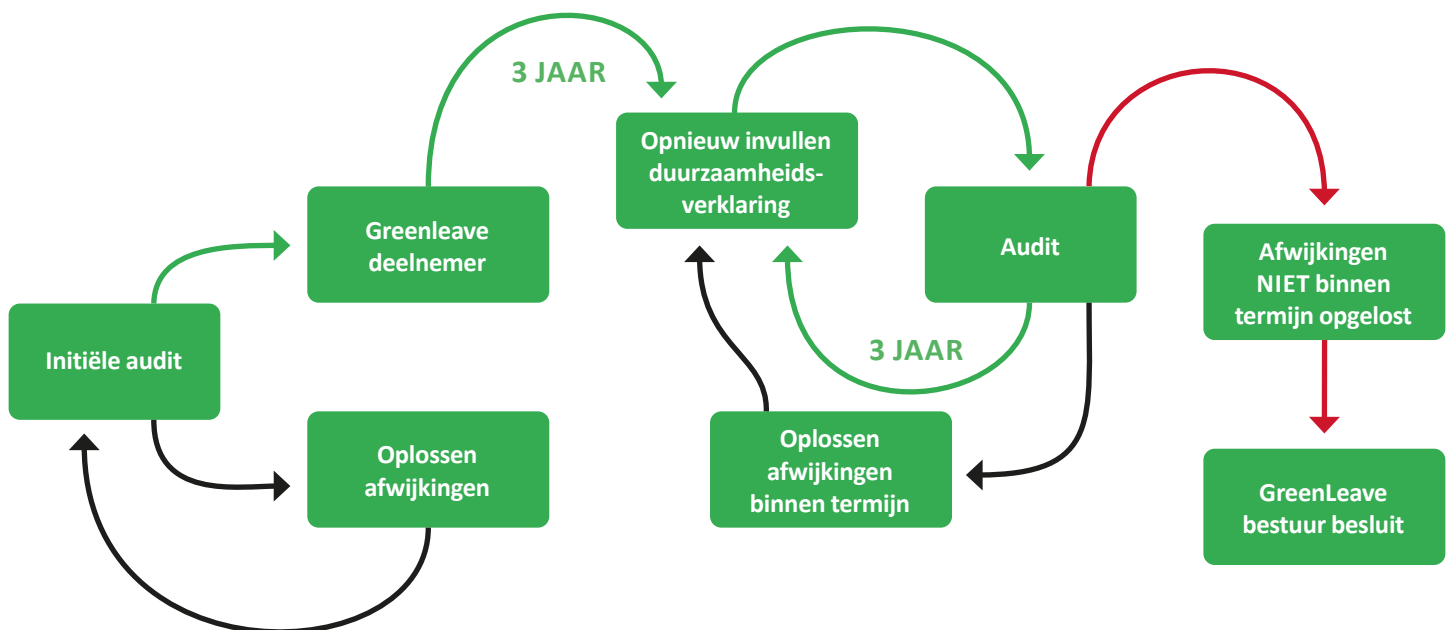 Initiële audit
Greenleave
deelnemer
Oplossen
afwijkingen
3 JAAR
Opnieuw invullen
duurzaamheids-
verklaring
Audit
3 JAAR
Oplossen
afwijkingen
binnen termijn
Afwijkingen
NIET binnen
termijn opgelost
GreenLeave
bestuur besluit